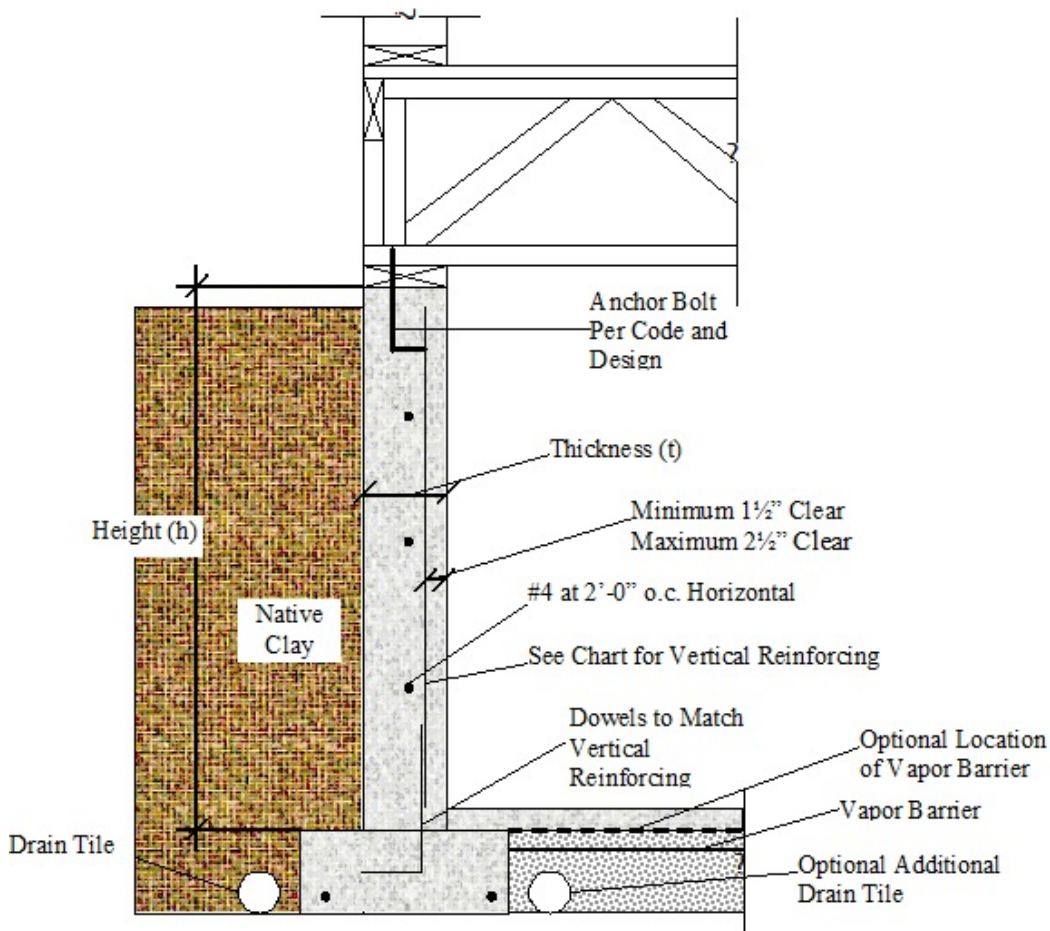 Anchor Bolt
Per Code and
Design
Thickness (t)
Minimum 1½” Clear
Maximum 2½” Clear
Height (h)
#4 at 2’-0” o.c. Horizontal
Native
Clay
See Chart for Vertical Reinforcing
Dowels to Match
Vertical
Reinforcing
Optional Location
of Vapor Barrier
Vapor Barrier
Drain Tile
Optional Additional
Drain Tile